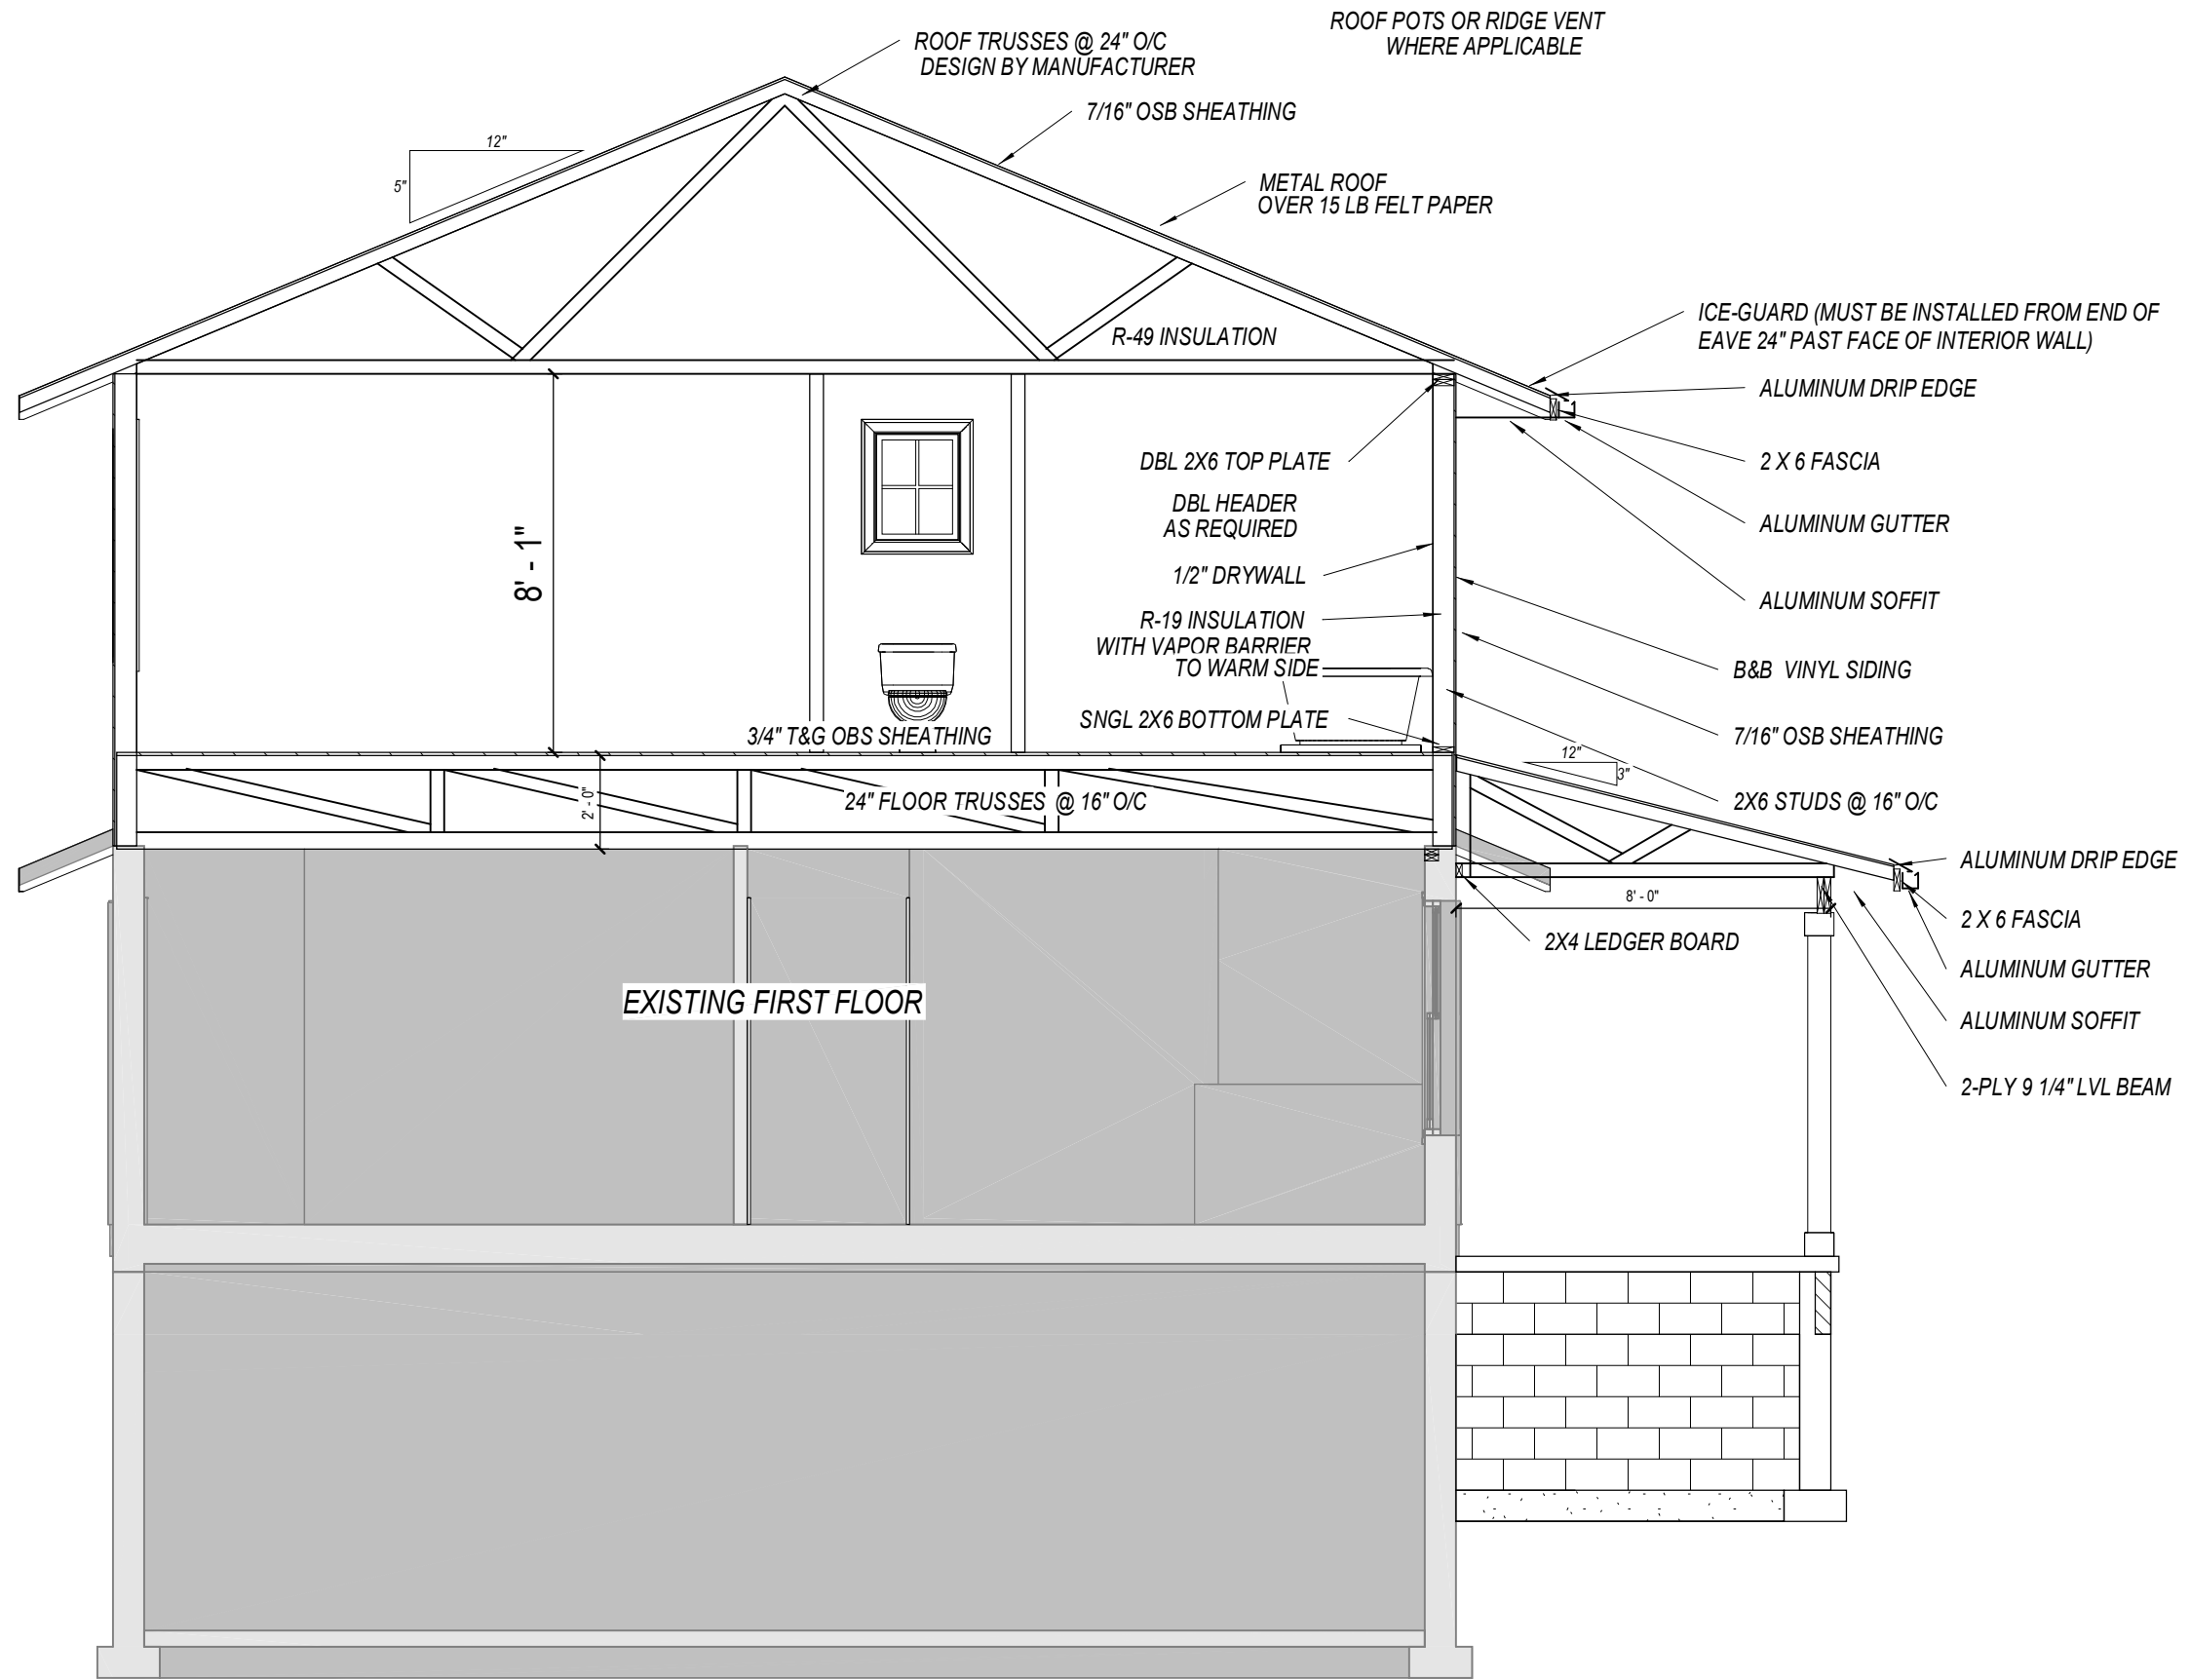 ROOF POTS OR RIDGE VENT
WHERE APPLICABLE
ROOF TRUSSES @ 24" O/C
DESIGN BY MANUFACTURER
7/16" OSB SHEATHING
12"
5"
METAL ROOF
OVER 15 LB FELT PAPER
ICE-GUARD (MUST BE INSTALLED FROM END OF
EAVE 24" PAST FACE OF INTERIOR WALL)
R-49 INSULATION
ALUMINUM DRIP EDGE
DBL 2X6 TOP PLATE
2 X 6 FASCIA
DBL HEADER
AS REQUIRED
ALUMINUM GUTTER
8' - 1"
1/2" DRYWALL
ALUMINUM SOFFIT
R-19 INSULATION
WITH VAPOR BARRIER
TO WARM SIDE
B&B VINYL SIDING
SNGL 2X6 BOTTOM PLATE
3/4" T&G OBS SHEATHING
7/16" OSB SHEATHING
12"
3"
2' - 0"
24" FLOOR TRUSSES @ 16" O/C
2X6 STUDS @ 16" O/C
ALUMINUM DRIP EDGE
8' - 0"
2 X 6 FASCIA
2X4 LEDGER BOARD
ALUMINUM GUTTER
EXISTING FIRST FLOOR
ALUMINUM SOFFIT
2-PLY 9 1/4" LVL BEAM